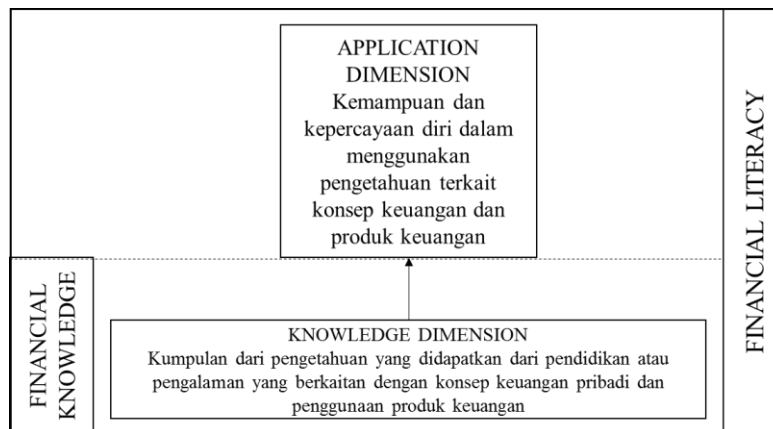 APPLICATION
DIMENSION
Kemampuan dan
kepercayaan diri dalam
menggunakan
pengetahuan terkait
konsep keuangan dan
produk keuangan
FINANCIAL LITERACY
FINANCIAL
KNOWLEDGE
KNOWLEDGE DIMENSION
Kumpulan dari pengetahuan yang didapatkan dari pendidikan atau
pengalaman yang berkaitan dengan konsep keuangan pribadi dan
penggunaan produk keuangan